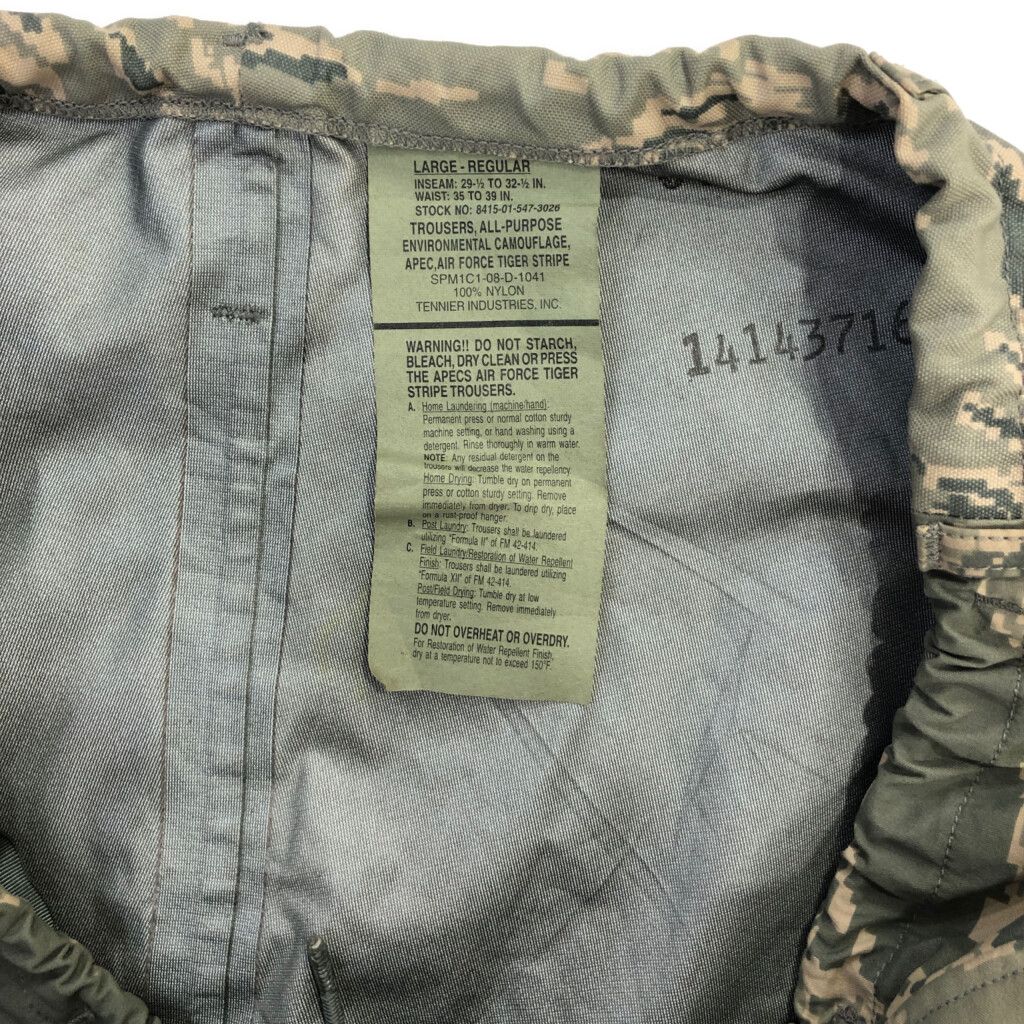 LARGE - REGULAR
INSEAM: 29-½ TO 32-½ IN.
WAIST: 35 TO 39 IN.
STOCK NO: 8415-01-547-3026
TROUSERS, ALL-PURPOSE
ENVIRONMENTAL CAMOUFLAGE,
APEC,AIR FORCE TIGER STRIPE
SPM1C1-08-D-1041
100% NYLON
TENNIER INDUSTRIES, INC.
WARNING!! DO NOT STARCH,
BLEACH, DRY CLEAN OR PRESS
THE APECS AIR FORCE TIGER
STRIPE TROUSERS.
A. Home Laundering (machine/hand):
Permanent press or normal cotton sturdy
machine setting, or hand washing using a
detergent. Rinse thoroughly in warm water.
NOTE: Any residual detergent on the
trousers will decrease the water repellency.
Home Drying: Tumble dry on permanent
press or cotton sturdy setting. Remove
immediately from dryer. To drip dry, place
on a rust-proof hanger.
B. Post Laundry: Trousers shall be laundered
utilizing "Formula II" of FM 42-414.
C. Field Laundry/Restoration of Water Repellent
Finish: Trousers shall be laundered utilizing
"Formula XII" of FM 42-414.
Post/Field Drying: Tumble dry at low
temperature setting. Remove immediately
from dryer.
DO NOT OVERHEAT OR OVERDRY.
For Restoration of Water Repellent Finish,
dry at a temperature not to exceed 150°F.
14143716